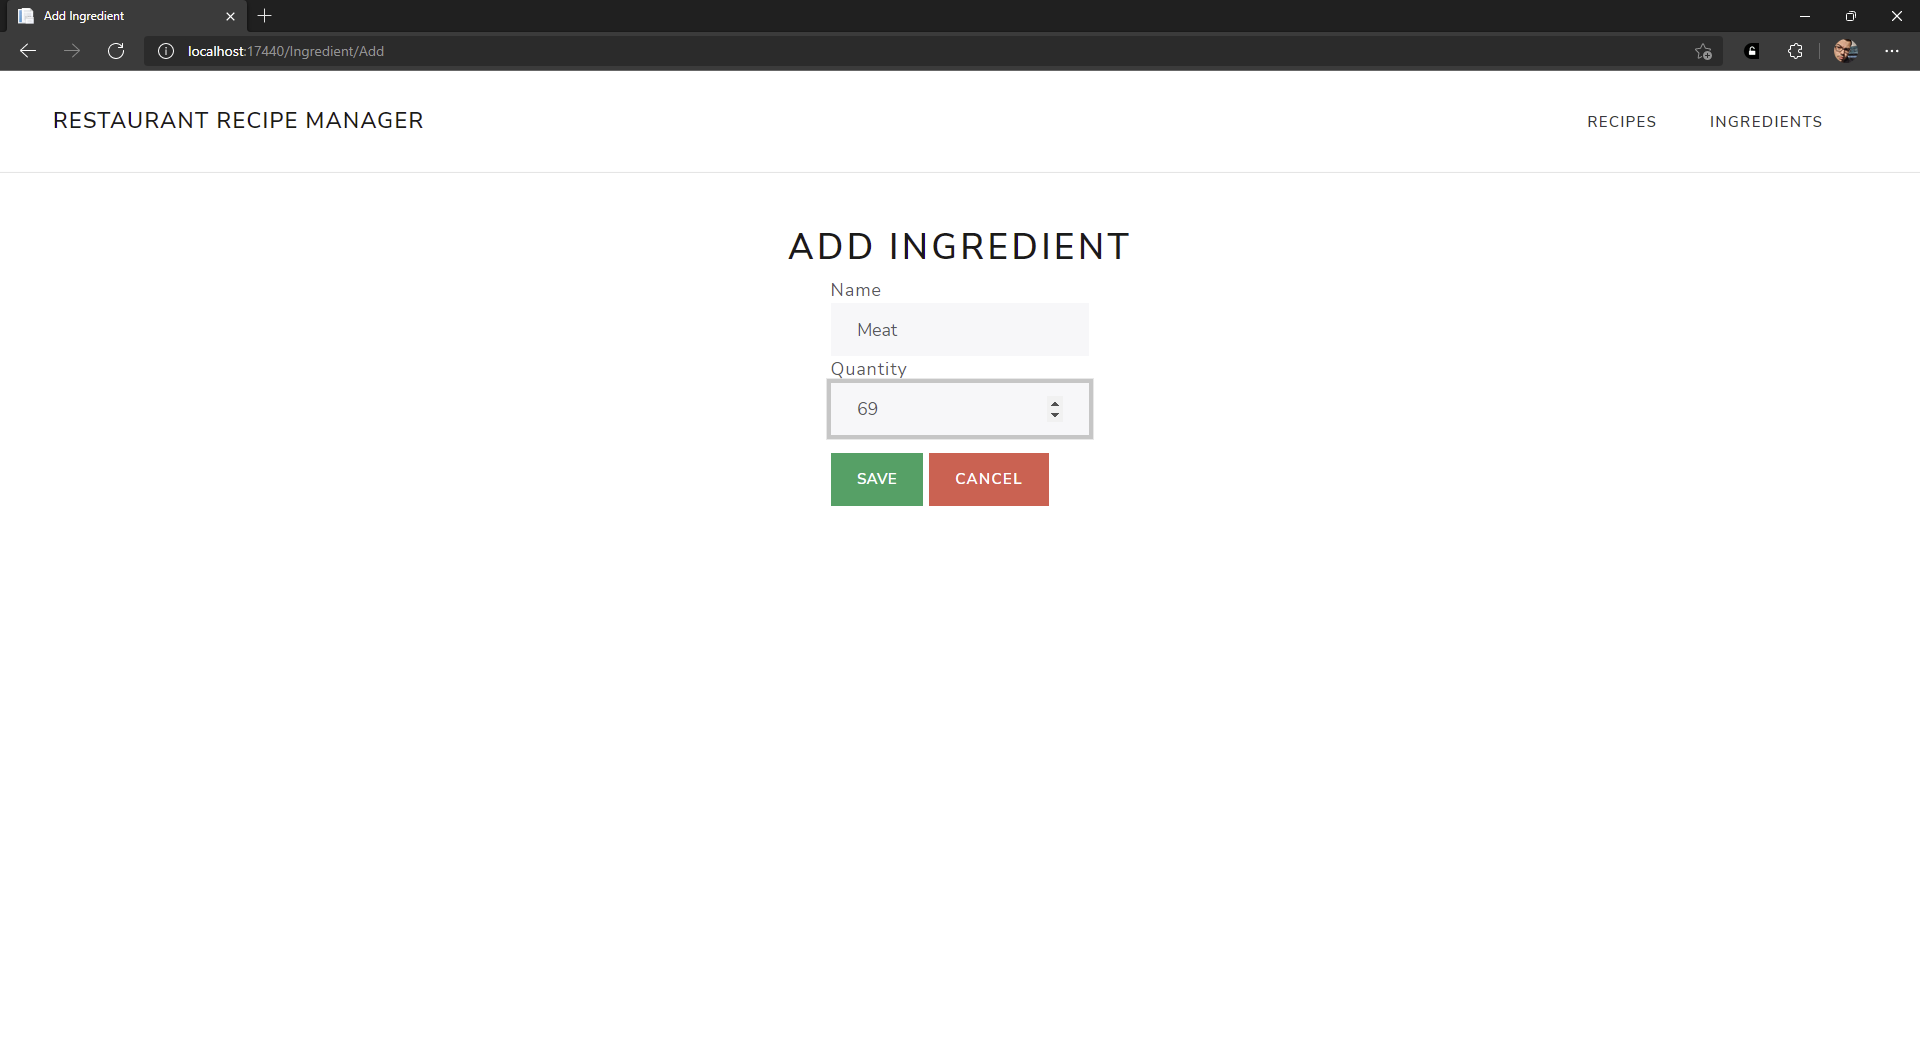 Add Ingredient
localhost:17440/Ingredient/Add
RESTAURANT RECIPE MANAGER
RECIPES
INGREDIENTS
ADD INGREDIENT
Name
Meat
Quantity
69
SAVE
CANCEL